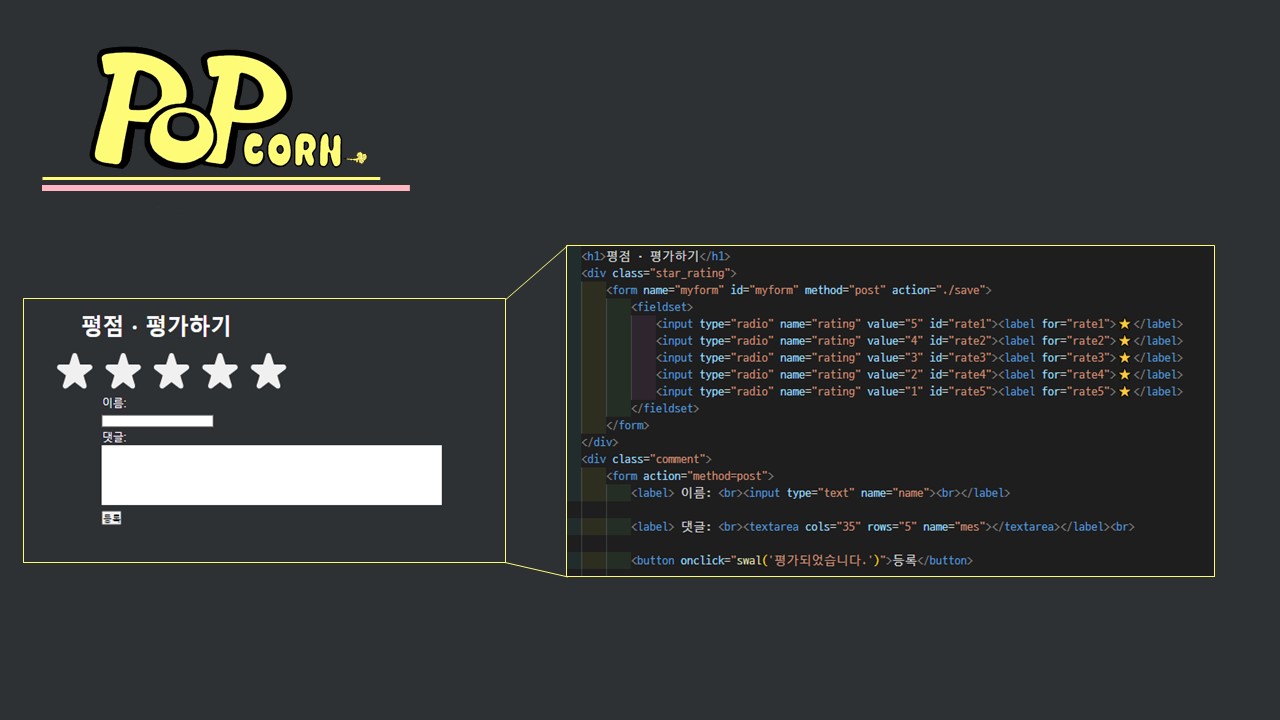 PoP CORN
평점 · 평가하기
이름:
댓글:
등록
<h1>평점 · 평가하기</h1>
<div class="star_rating">
<form name="myform" id="myform" method="post" action="./save">
<fieldset>
<input type="radio" name="rating" value="5" id="rate1"><label for="rate1">⭐</label>
<input type="radio" name="rating" value="4" id="rate2"><label for="rate2">⭐</label>
<input type="radio" name="rating" value="3" id="rate3"><label for="rate3">⭐</label>
<input type="radio" name="rating" value="2" id="rate4"><label for="rate4">⭐</label>
<input type="radio" name="rating" value="1" id="rate5"><label for="rate5">⭐</label>
</fieldset>
</form>
</div>
<div class="comment">
<form action="method=post">
<label> 이름: <br><input type="text" name="name"><br></label>
<label> 댓글: <br><textarea cols="35" rows="5" name="mes"></textarea></label><br>
<button onclick="swal('평가되었습니다.')">등록</button>